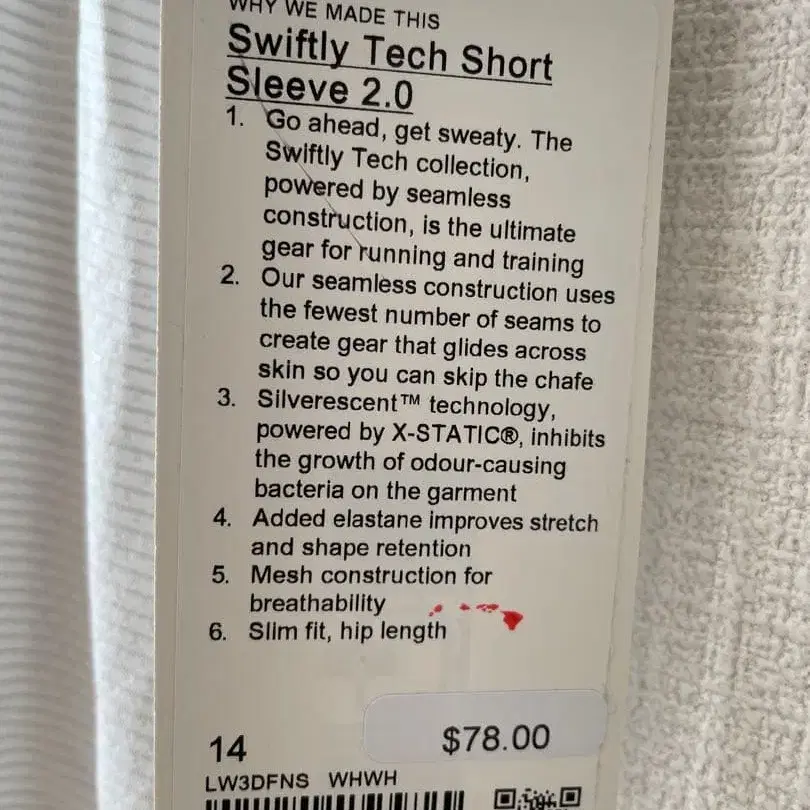 WHY WE MADE THIS
Swiftly Tech Short
Sleeve 2.0
1. Go ahead, get sweaty. The
Swiftly Tech collection,
powered by seamless
construction, is the ultimate
gear for running and training
2. Our seamless construction uses
the fewest number of seams to
create gear that glides across
skin so you can skip the chafe
3. Silverescent™ technology,
powered by X-STATIC®, inhibits
the growth of odour-causing
bacteria on the garment
4. Added elastane improves stretch
and shape retention
5. Mesh construction for
breathability
6. Slim fit, hip length
14
$78.00
LW3DFNS WHWH